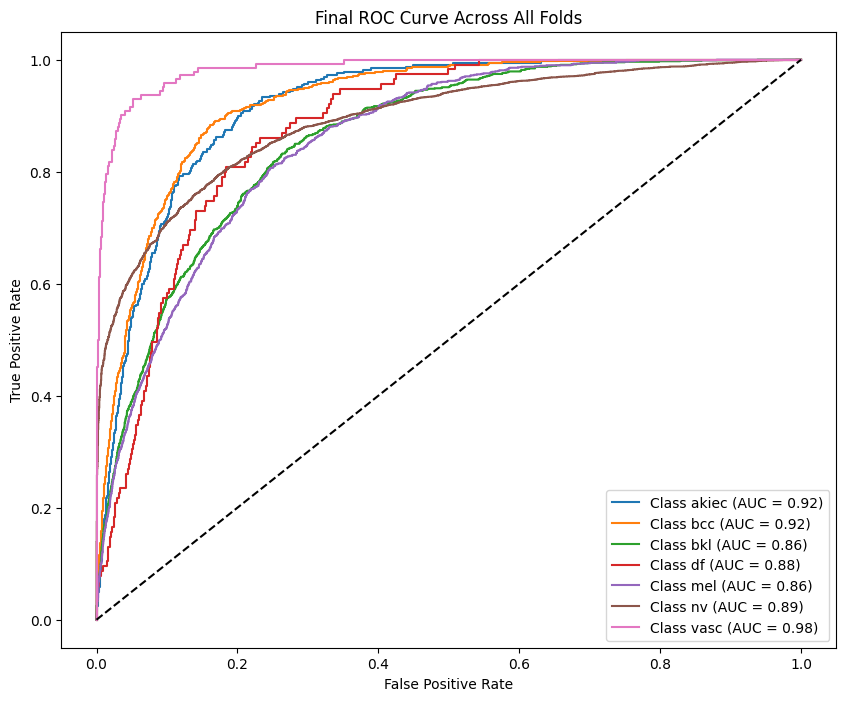 Final ROC Curve Across All Folds
True Positive Rate
1.0
0.8
0.6
0.4
0.2
0.0
0.0 0.2 0.4 0.6 0.8 1.0
False Positive Rate
Class akiec (AUC = 0.92)
Class bcc (AUC = 0.92)
Class bkl (AUC = 0.86)
Class df (AUC = 0.88)
Class mel (AUC = 0.86)
Class nv (AUC = 0.89)
Class vasc (AUC = 0.98)